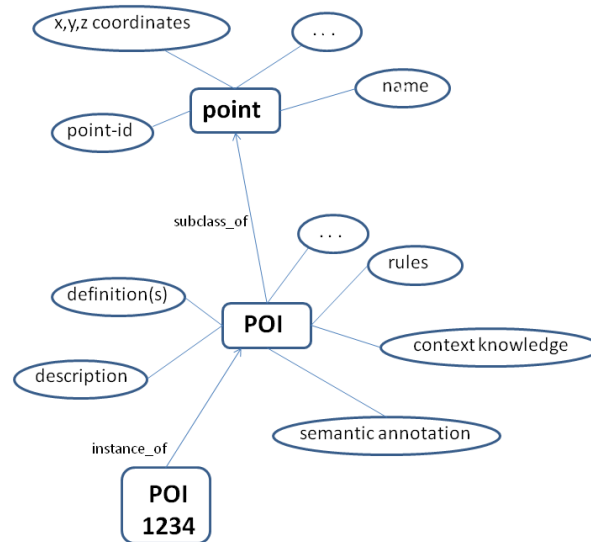 x,y,z coordinates
. . .
name
point
point-id
subclass_of
. . .
rules
definition(s)
POI
context knowledge
description
semantic annotation
instance_of
POI
1234